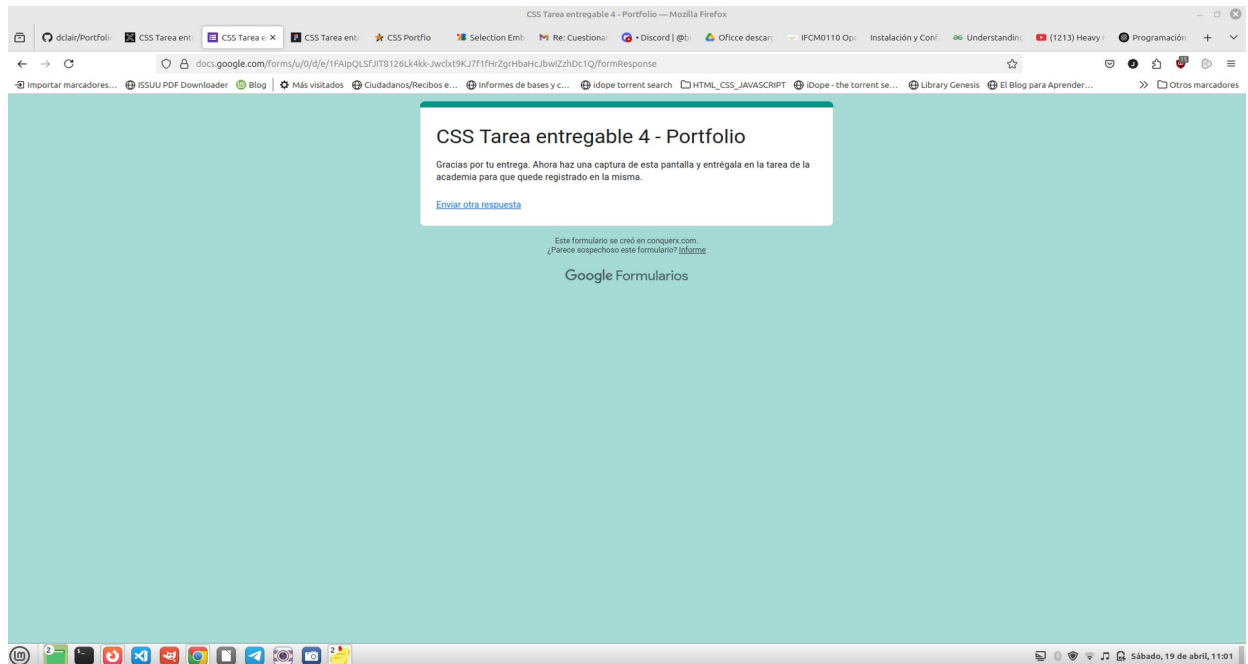 CSS Tarea entregable 4 - Portfolio — Mozilla Firefox
dclair/Portfoli
CSS Tarea ent
CSS Tarea e
CSS Tarea ent
CSS Portfio
Selection Emb
Re: Cuestiona
• Discord | @b
Oficce descarg
IFCM0110 Op
Instalación y Conf
Understandin
(1213) Heavy
Programación
docs.google.com/forms/u/0/d/e/1FAIpQLSfJIT8126Lk4kk-Jwclxt9KJ7f1fHrZgrHbaHcJbwIZzhDc1Q/formResponse
Importar marcadores...
ISSUU PDF Downloader
Blog
Más visitados
Ciudadanos/Recibos e...
Informes de bases y c...
idope torrent search
HTML_CSS_JAVASCRIPT
iDope - the torrent se...
Library Genesis
El Blog para Aprender...
Otros marcadores
CSS Tarea entregable 4 - Portfolio
Gracias por tu entrega. Ahora haz una captura de esta pantalla y entrégala en la tarea de la
academia para que quede registrado en la misma.
Enviar otra respuesta
Este formulario se creó en conquerx.com.
¿Parece sospechoso este formulario? Informe
Google Formularios
2
2
Sábado, 19 de abril, 11:01